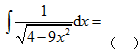 ∫ 1/√(4−9x²) dx =
( )